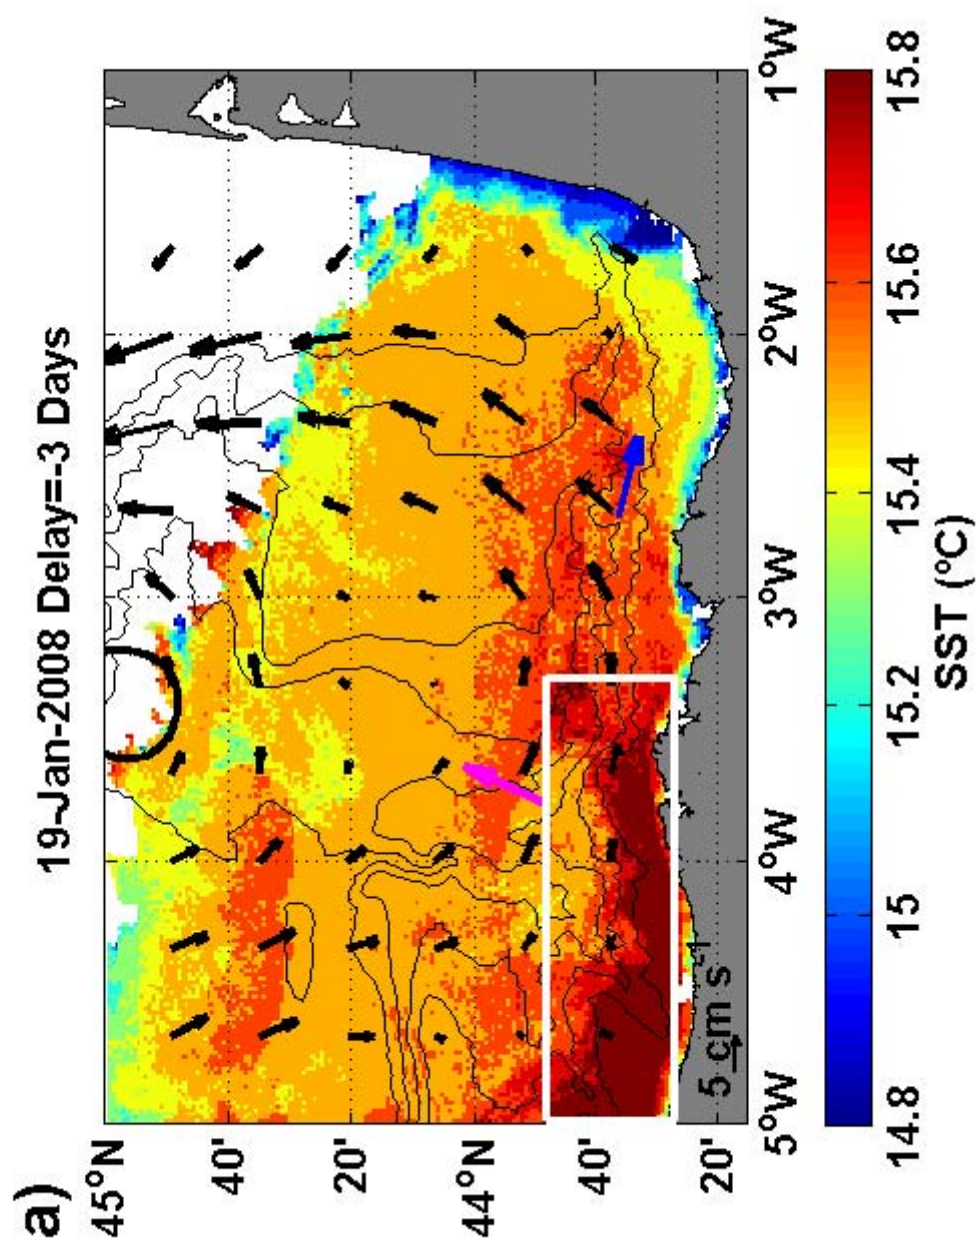 a)
19-Jan-2008 Delay=-3 Days
45°N
40'
20'
44°N
40'
20'
5 cm s⁻¹
5°W
4°W
3°W
2°W
1°W
14.8
15
15.2
15.4
15.6
15.8
SST (°C)